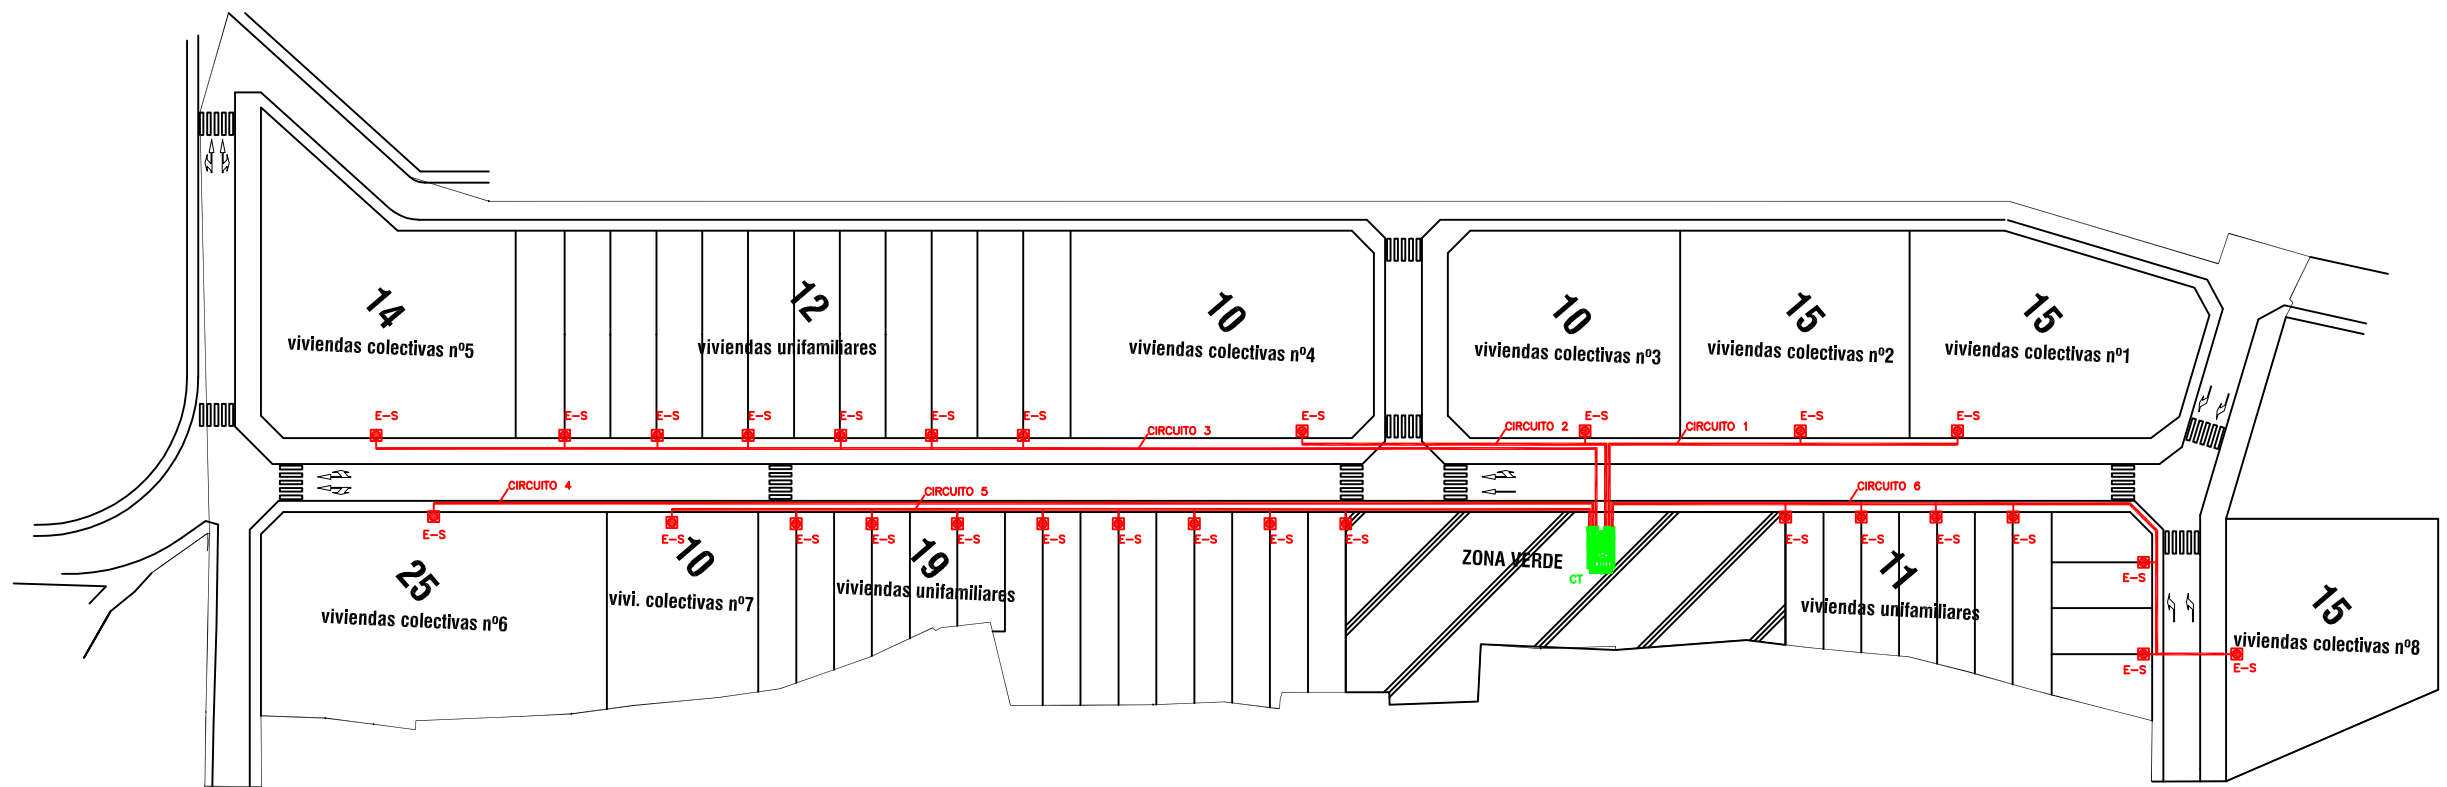 14
viviendas colectivas nº5
12
viviendas unifamiliares
10
viviendas colectivas nº4
10
viviendas colectivas nº3
15
viviendas colectivas nº2
15
viviendas colectivas nº1
E-S
E-S
E-S
E-S
E-S
E-S
E-S
E-S
E-S
E-S
E-S
CIRCUITO 3
CIRCUITO 2
CIRCUITO 1
CIRCUITO 4
CIRCUITO 5
CIRCUITO 6
E-S
E-S
E-S
E-S
E-S
E-S
E-S
E-S
E-S
E-S
E-S
E-S
E-S
E-S
25
viviendas colectivas nº6
10
vivi. colectivas nº7
19
viviendas unifamiliares
ZONA VERDE
CT
11
viviendas unifamiliares
E-S
E-S
E-S
15
viviendas colectivas nº8